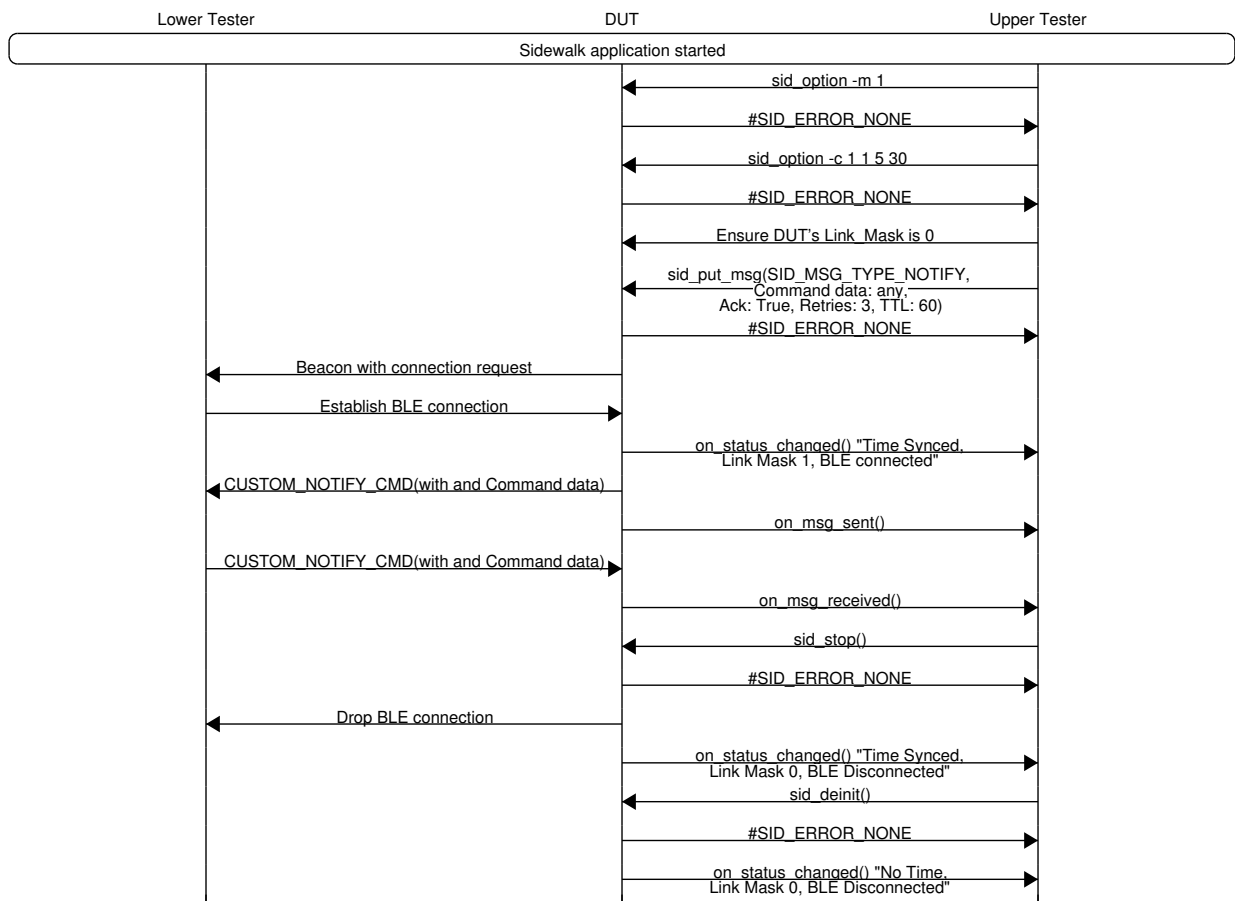 Lower Tester
DUT
Upper Tester
Sidewalk application started
sid_option -m 1
#SID_ERROR_NONE
sid_option -c 1 1 5 30
#SID_ERROR_NONE
Ensure DUT's Link_Mask is 0
sid_put_msg(SID_MSG_TYPE_NOTIFY,
Command data: any,
Ack: True, Retries: 3, TTL: 60)
#SID_ERROR_NONE
Beacon with connection request
Establish BLE connection
on_status_changed() "Time Synced,
Link Mask 1, BLE connected"
CUSTOM_NOTIFY_CMD(with and Command data)
on_msg_sent()
CUSTOM_NOTIFY_CMD(with and Command data)
on_msg_received()
sid_stop()
#SID_ERROR_NONE
Drop BLE connection
on_status_changed() "Time Synced,
Link Mask 0, BLE Disconnected"
sid_deinit()
#SID_ERROR_NONE
on_status_changed() "No Time,
Link Mask 0, BLE Disconnected"